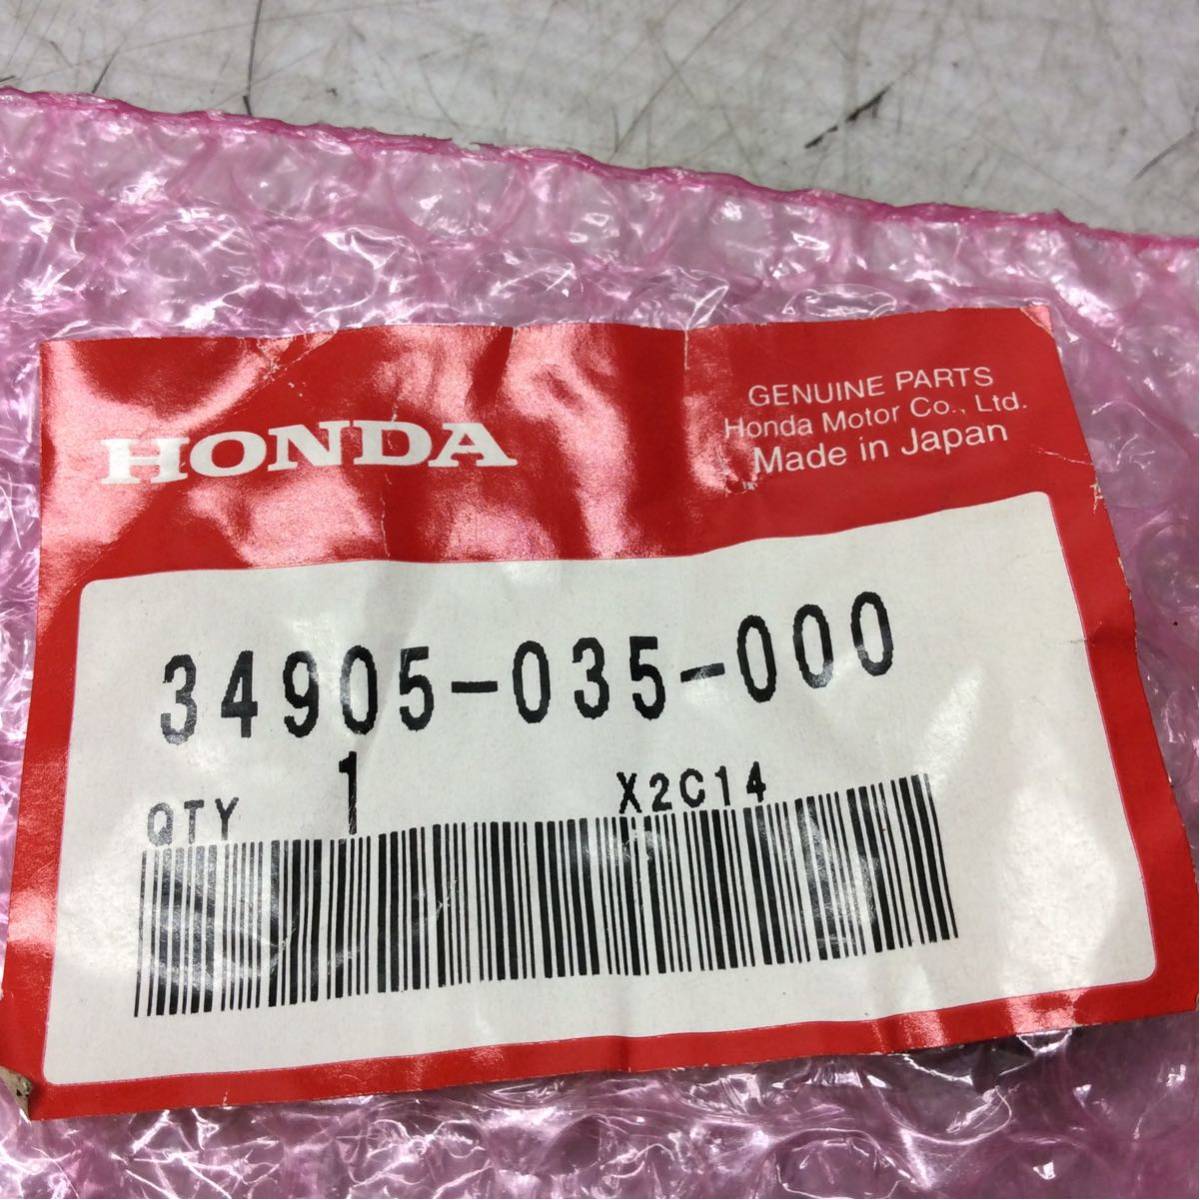 HONDA
GENUINE PARTS
Honda Motor Co., Ltd.
Made in Japan
34905-035-000
QTY 1 X2C14